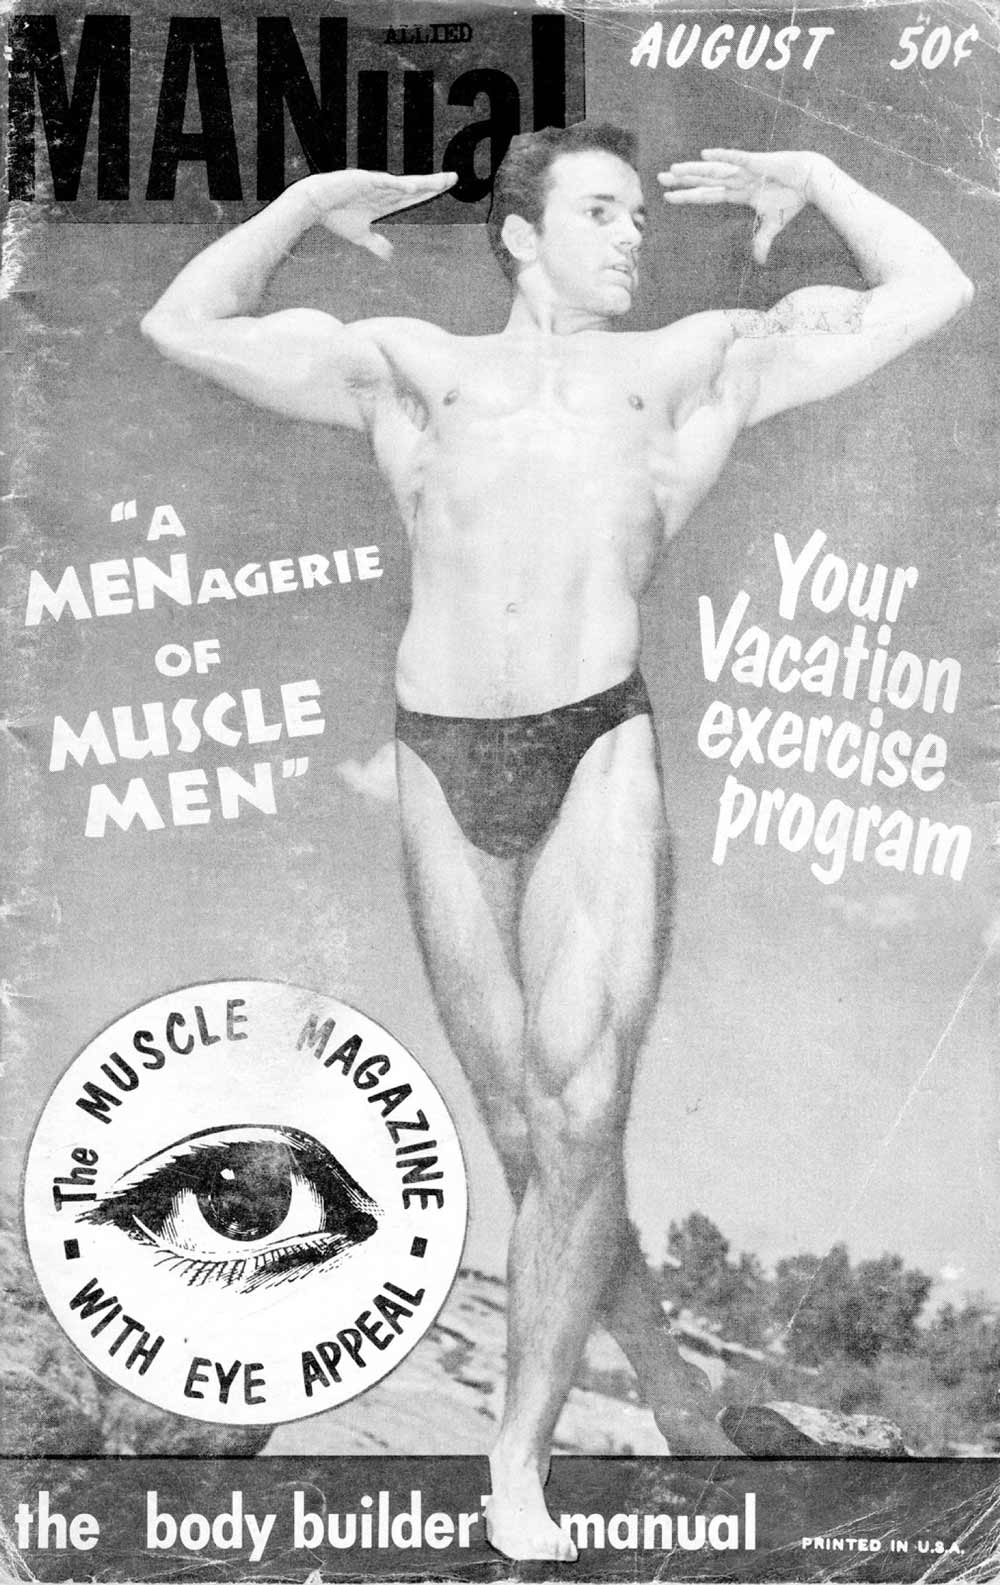 MANual
ALLIED
AUGUST 50¢
"A
MENAGERIE
OF
MUSCLE
MEN"
Your
Vacation
exercise
program
The MUSCLE MAGAZINE
WITH EYE APPEAL
the body builder's manual
PRINTED IN U.S.A.